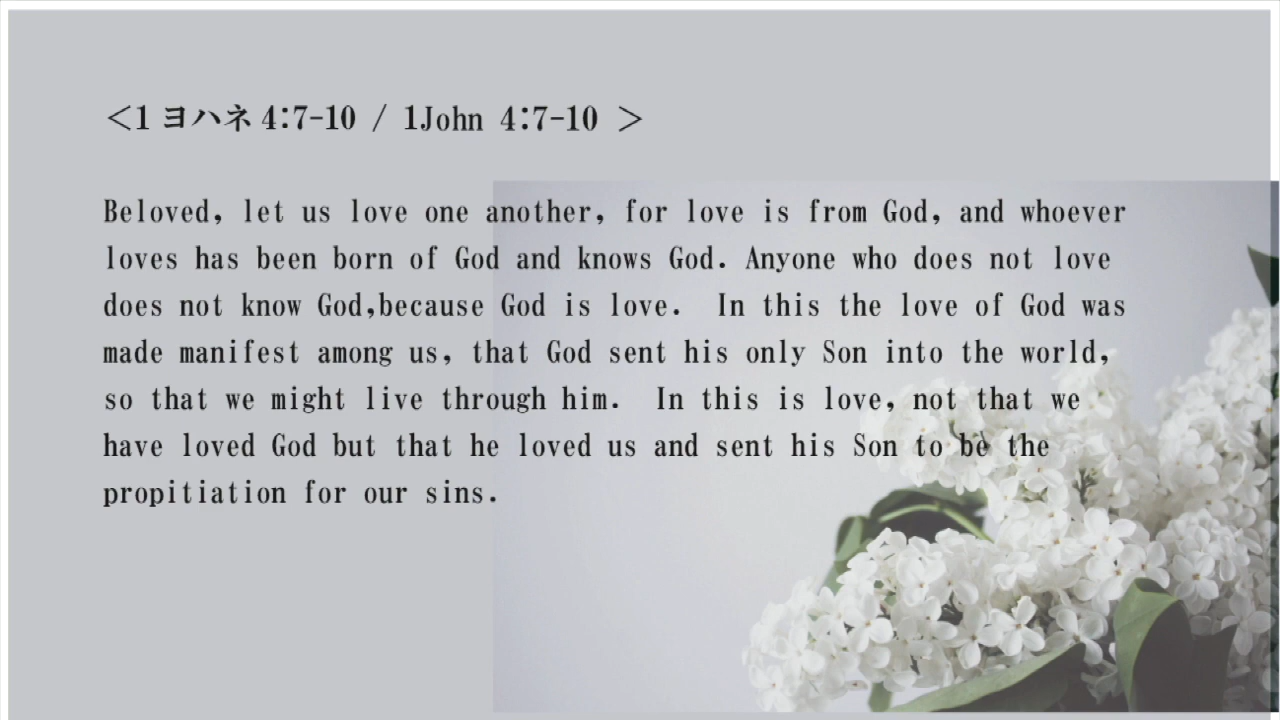 ＜1ヨハネ4:7-10 / 1John 4:7-10 ＞
Beloved, let us love one another, for love is from God, and whoever
loves has been born of God and knows God. Anyone who does not love
does not know God,because God is love.  In this the love of God was
made manifest among us, that God sent his only Son into the world,
so that we might live through him.  In this is love, not that we
have loved God but that he loved us and sent his Son to be the
propitiation for our sins.